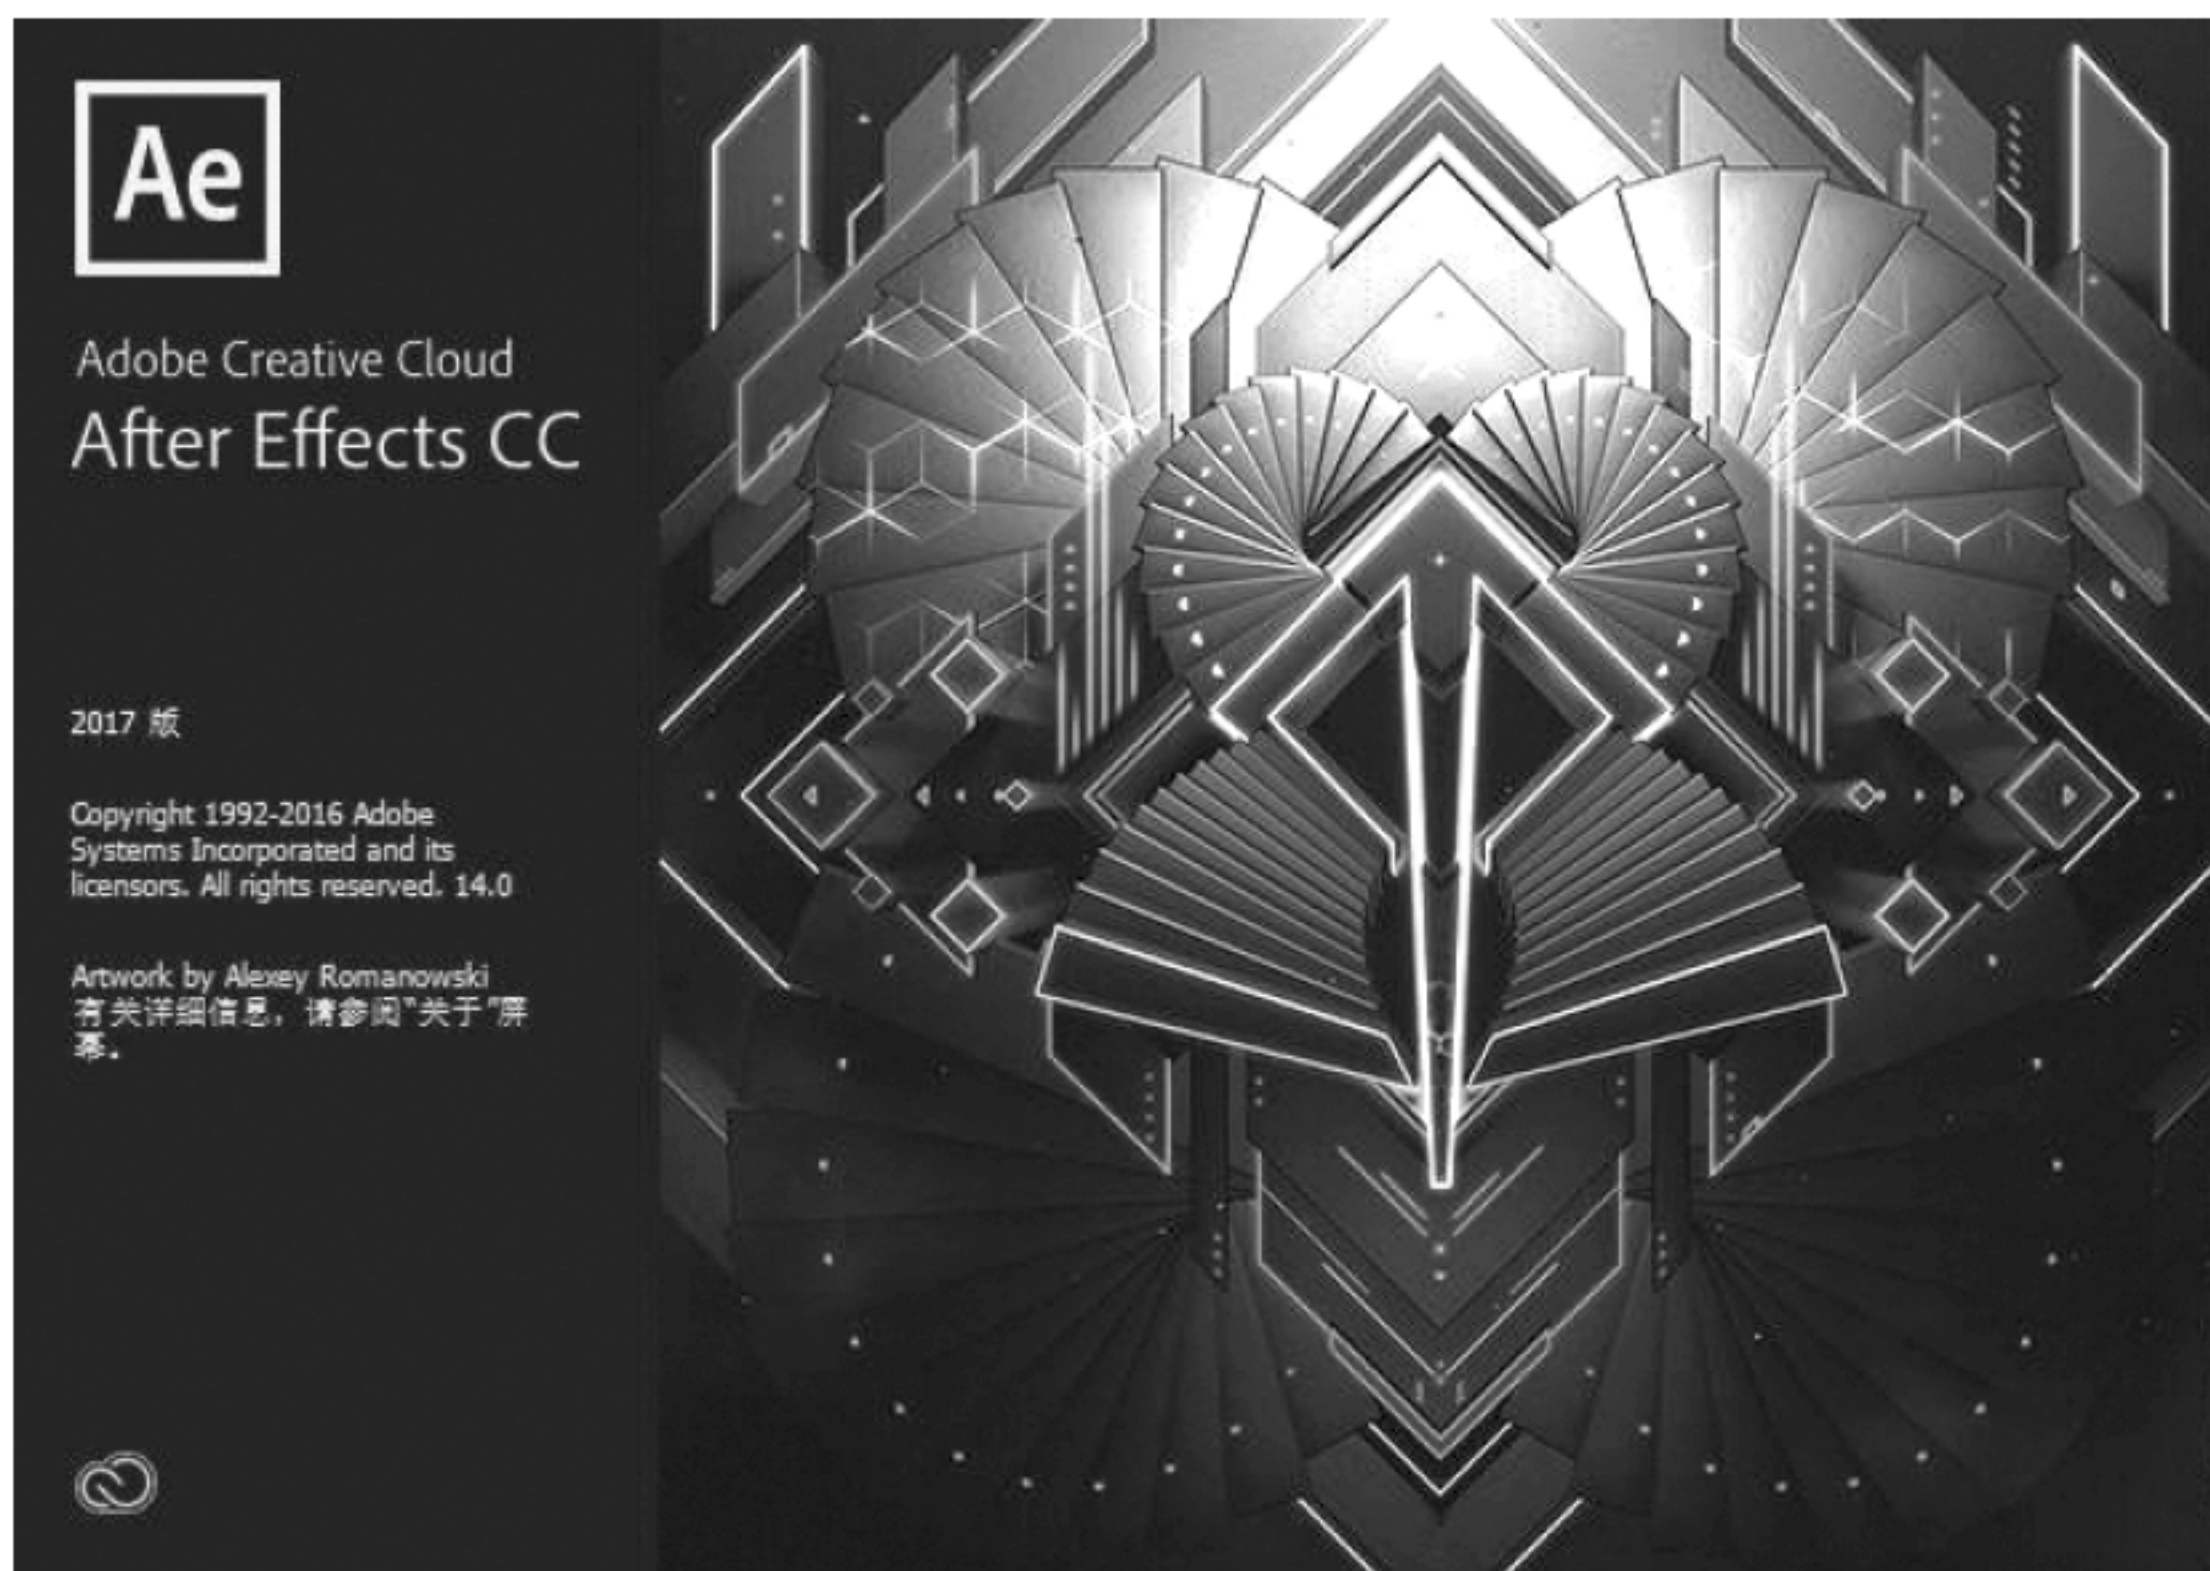 Ae
Adobe Creative Cloud
After Effects CC
2017 版
Copyright 1992-2016 Adobe
Systems Incorporated and its
licensors. All rights reserved. 14.0
Artwork by Alexey Romanowski
有关详细信息，请参阅“关于”屏
幕。